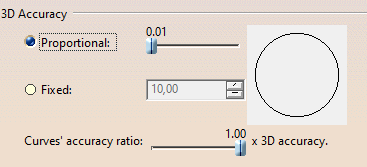 3D Accuracy
0.01
Proportional:
Fixed:
10,00
1.00
Curves' accuracy ratio:
x 3D accuracy.